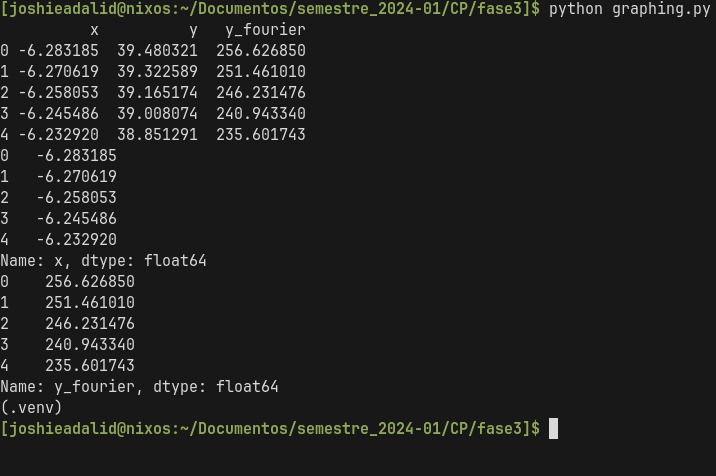 [joshieadalid@nixos:~/Documentos/semestre_2024-01/CP/fase3]$ python graphing.py
          x          y   y_fourier
0 -6.283185  39.480321  256.626850
1 -6.270619  39.322589  251.461010
2 -6.258053  39.165174  246.231476
3 -6.245486  39.008074  240.943340
4 -6.232920  38.851291  235.601743
0   -6.283185
1   -6.270619
2   -6.258053
3   -6.245486
4   -6.232920
Name: x, dtype: float64
0    256.626850
1    251.461010
2    246.231476
3    240.943340
4    235.601743
Name: y_fourier, dtype: float64
(.venv)
[joshieadalid@nixos:~/Documentos/semestre_2024-01/CP/fase3]$